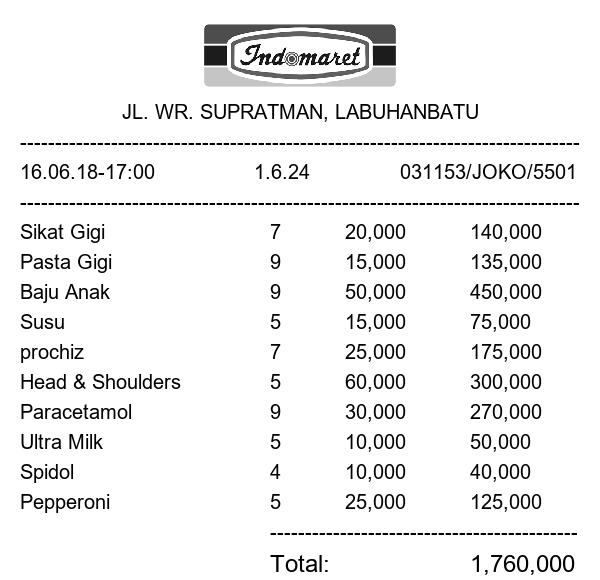 Indomaret
JL. WR. SUPRATMAN, LABUHANBATU
--------------------------------------------------------------------------------
16.06.18-17:00 1.6.24 031153/JOKO/5501
--------------------------------------------------------------------------------
Sikat Gigi 7 20,000 140,000
Pasta Gigi 9 15,000 135,000
Baju Anak 9 50,000 450,000
Susu 5 15,000 75,000
prochiz 7 25,000 175,000
Head & Shoulders 5 60,000 300,000
Paracetamol 9 30,000 270,000
Ultra Milk 5 10,000 50,000
Spidol 4 10,000 40,000
Pepperoni 5 25,000 125,000
--------------------------------------------
Total: 1,760,000